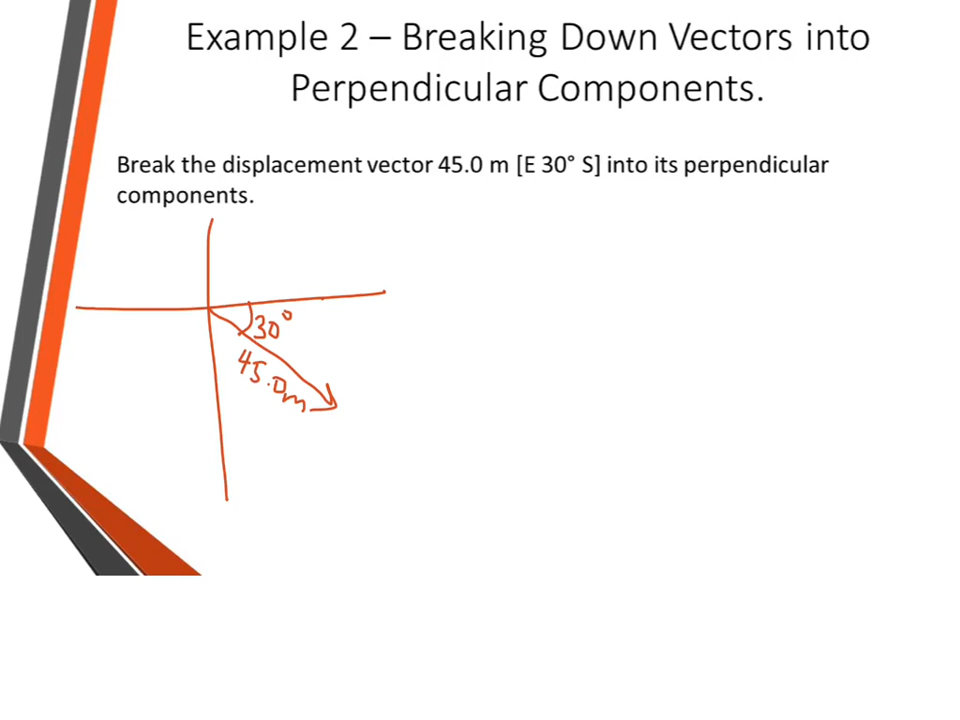 Example 2 – Breaking Down Vectors into
Perpendicular Components.
Break the displacement vector 45.0 m [E 30° S] into its perpendicular
components.
30°
45.0m